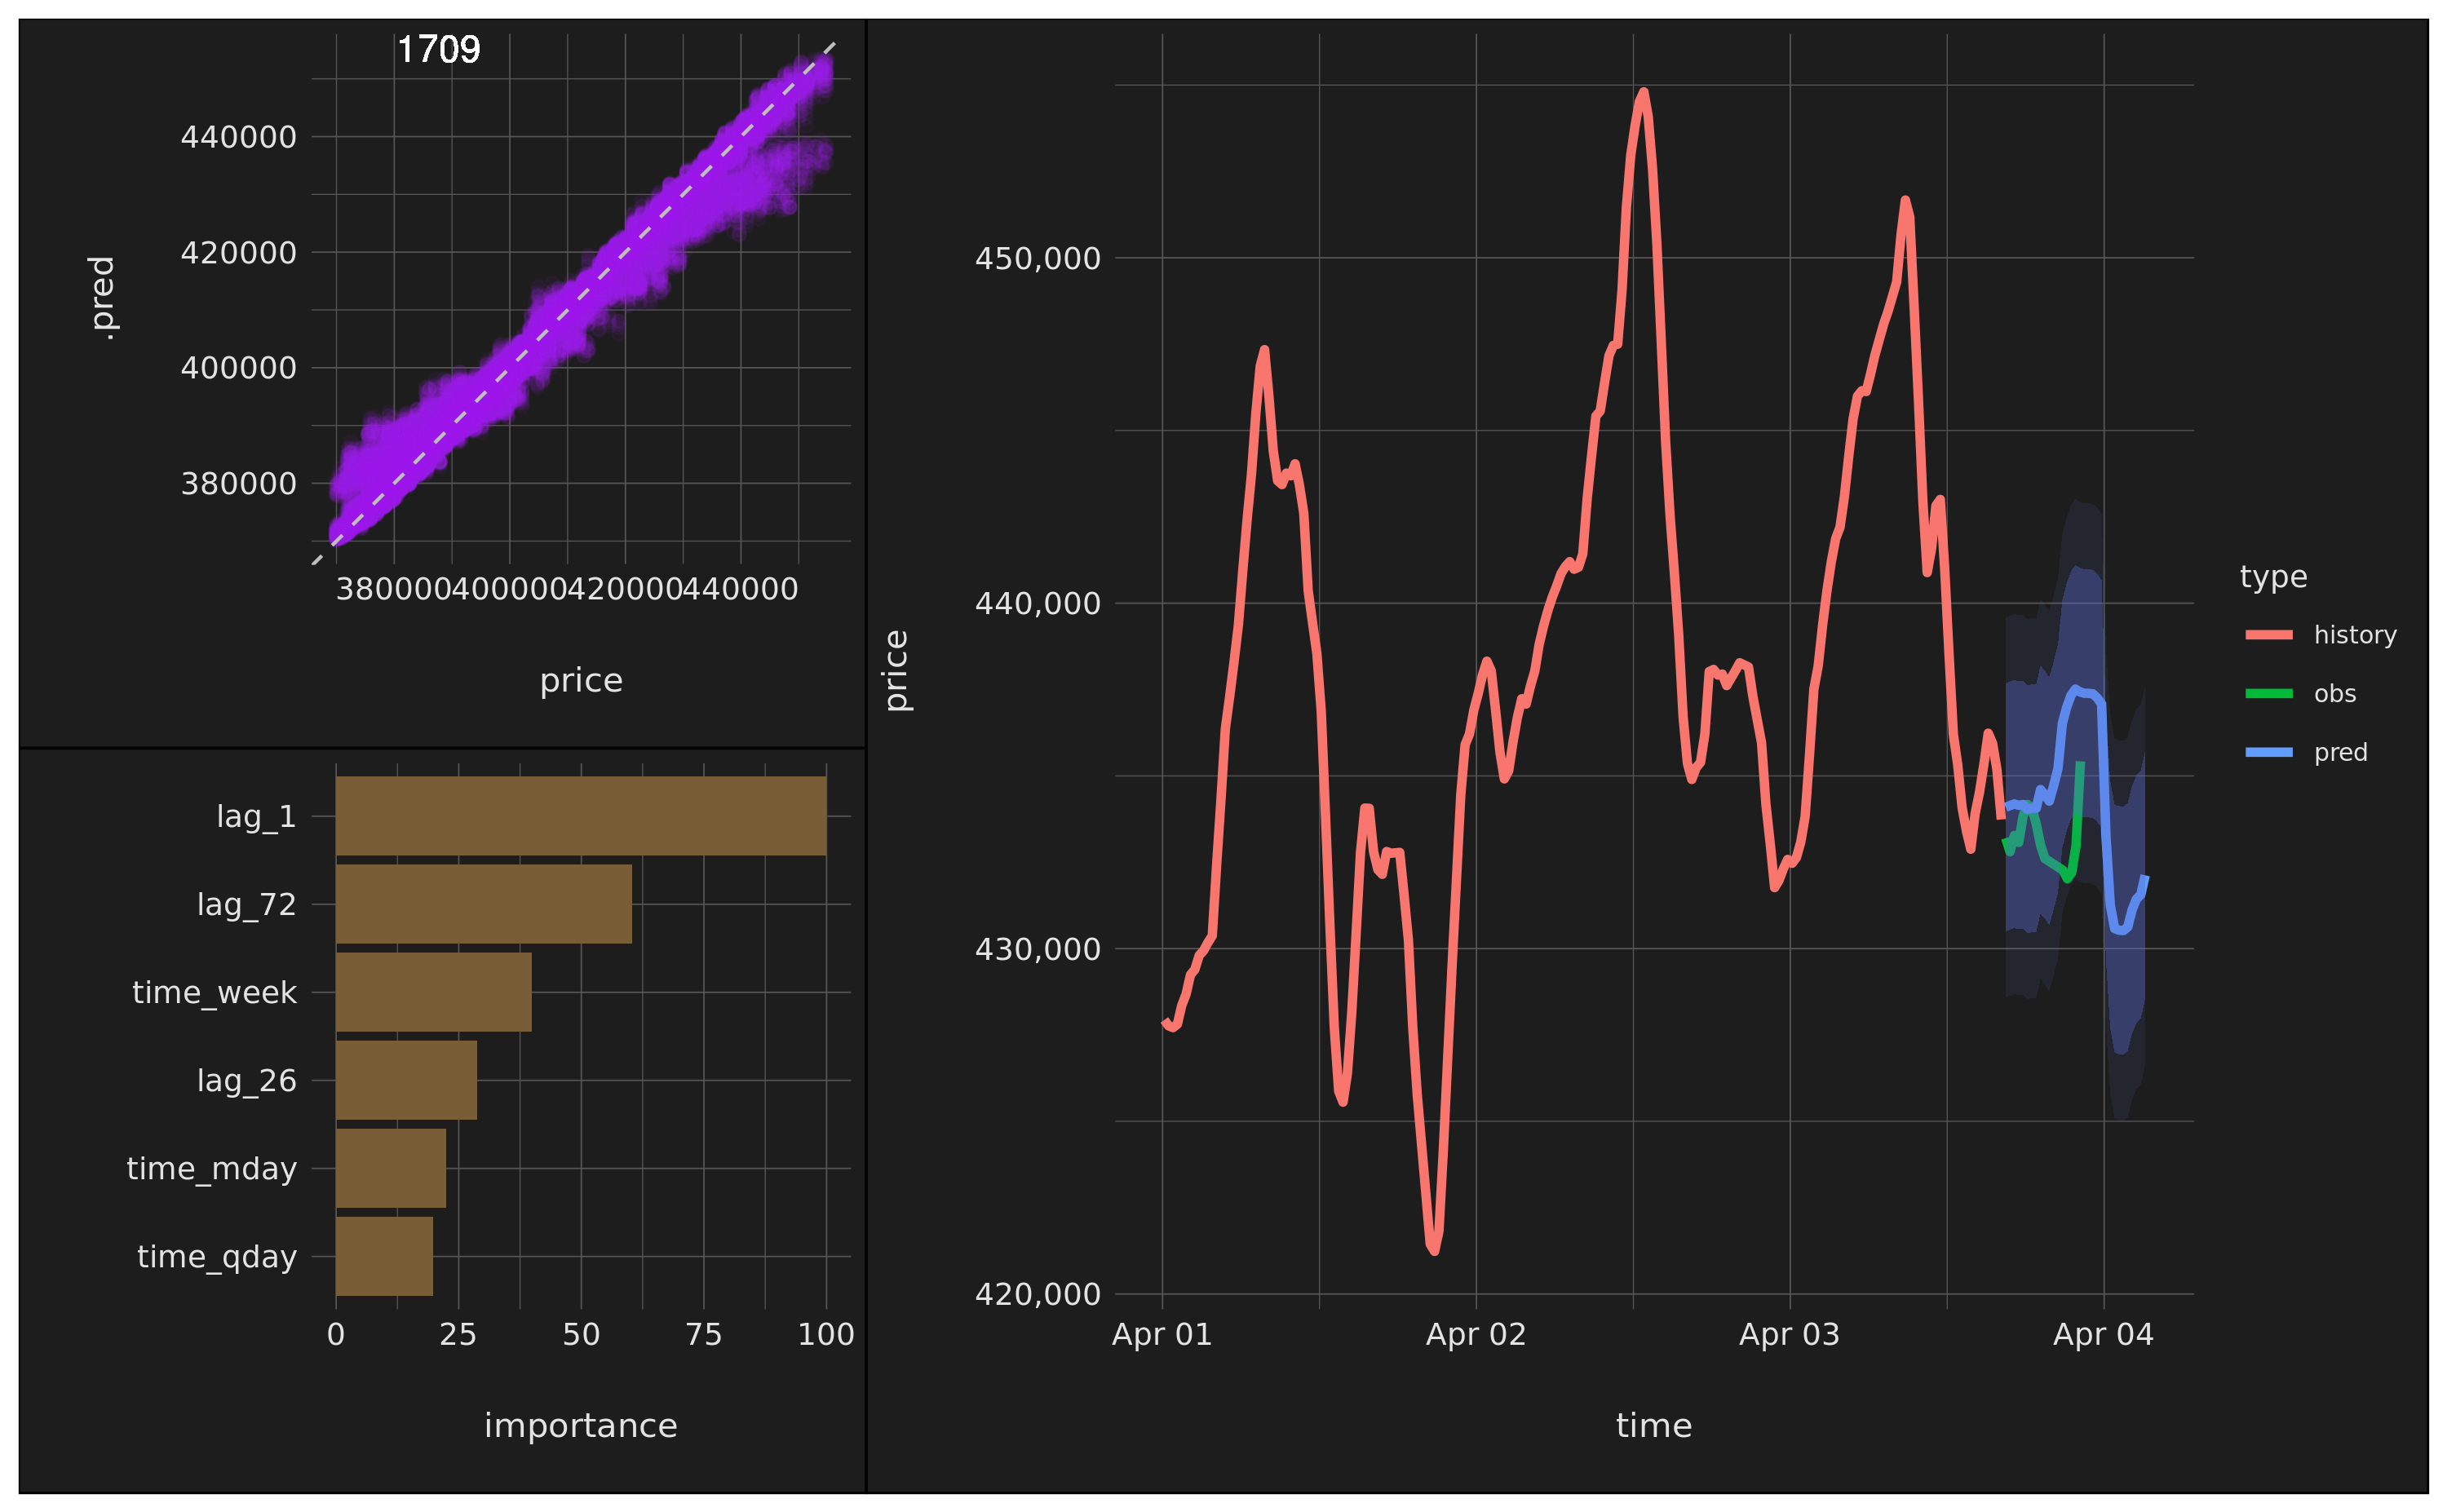 1709
.pred
440000
420000
400000
380000
380000400000420000440000
price
lag_1
lag_72
time_week
lag_26
time_mday
time_qday
0 25 50 75 100
importance
price
450,000
440,000
430,000
420,000
Apr 01 Apr 02 Apr 03 Apr 04
time
type
history
obs
pred